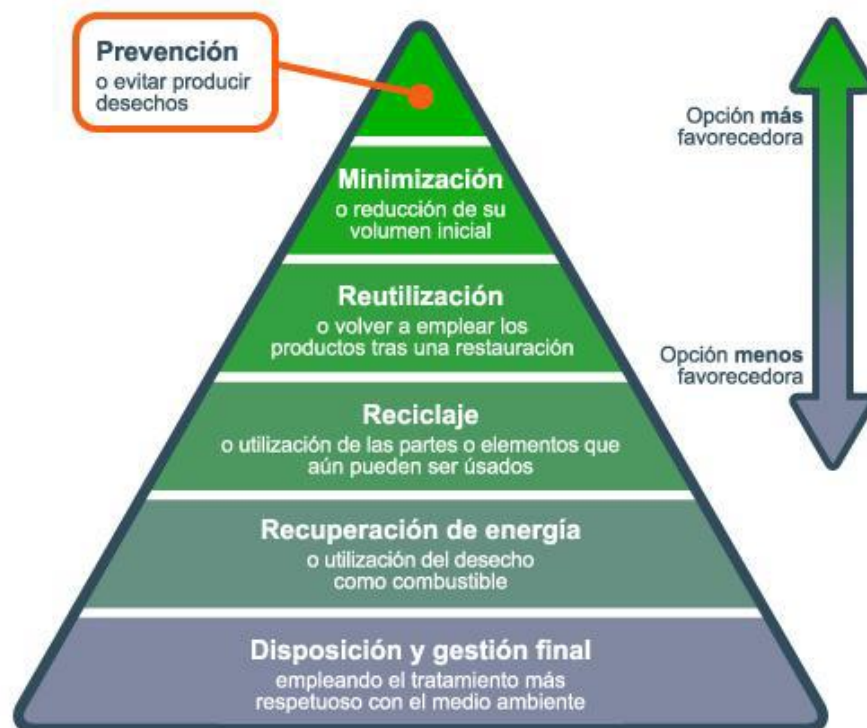 Prevención
o evitar producir
desechos
Opción más
favorecedora
Minimización
o reducción de su
volumen inicial
Reutilización
o volver a emplear los
productos tras una restauración
Opción menos
favorecedora
Reciclaje
o utilización de las partes o elementos que
aún pueden ser úsados
Recuperación de energía
o utilización del desecho
como combustible
Disposición y gestión final
empleando el tratamiento más
respetuoso con el medio ambiente